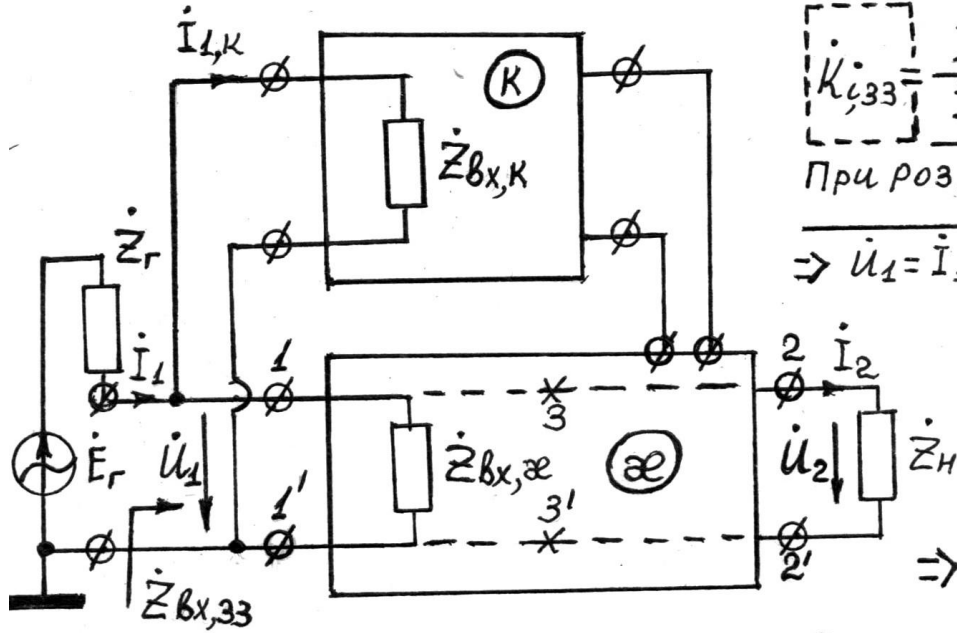 İ1,к
К
K̇i,зз =
Żвх,к
При роз
Żг
⇒ U̇1 = İ1
İ1
1
2
İ2
3
Ėг
U̇1
Żвх,æ
æ
U̇2
Żн
1'
3'
2'
Żвх,зз
⇒